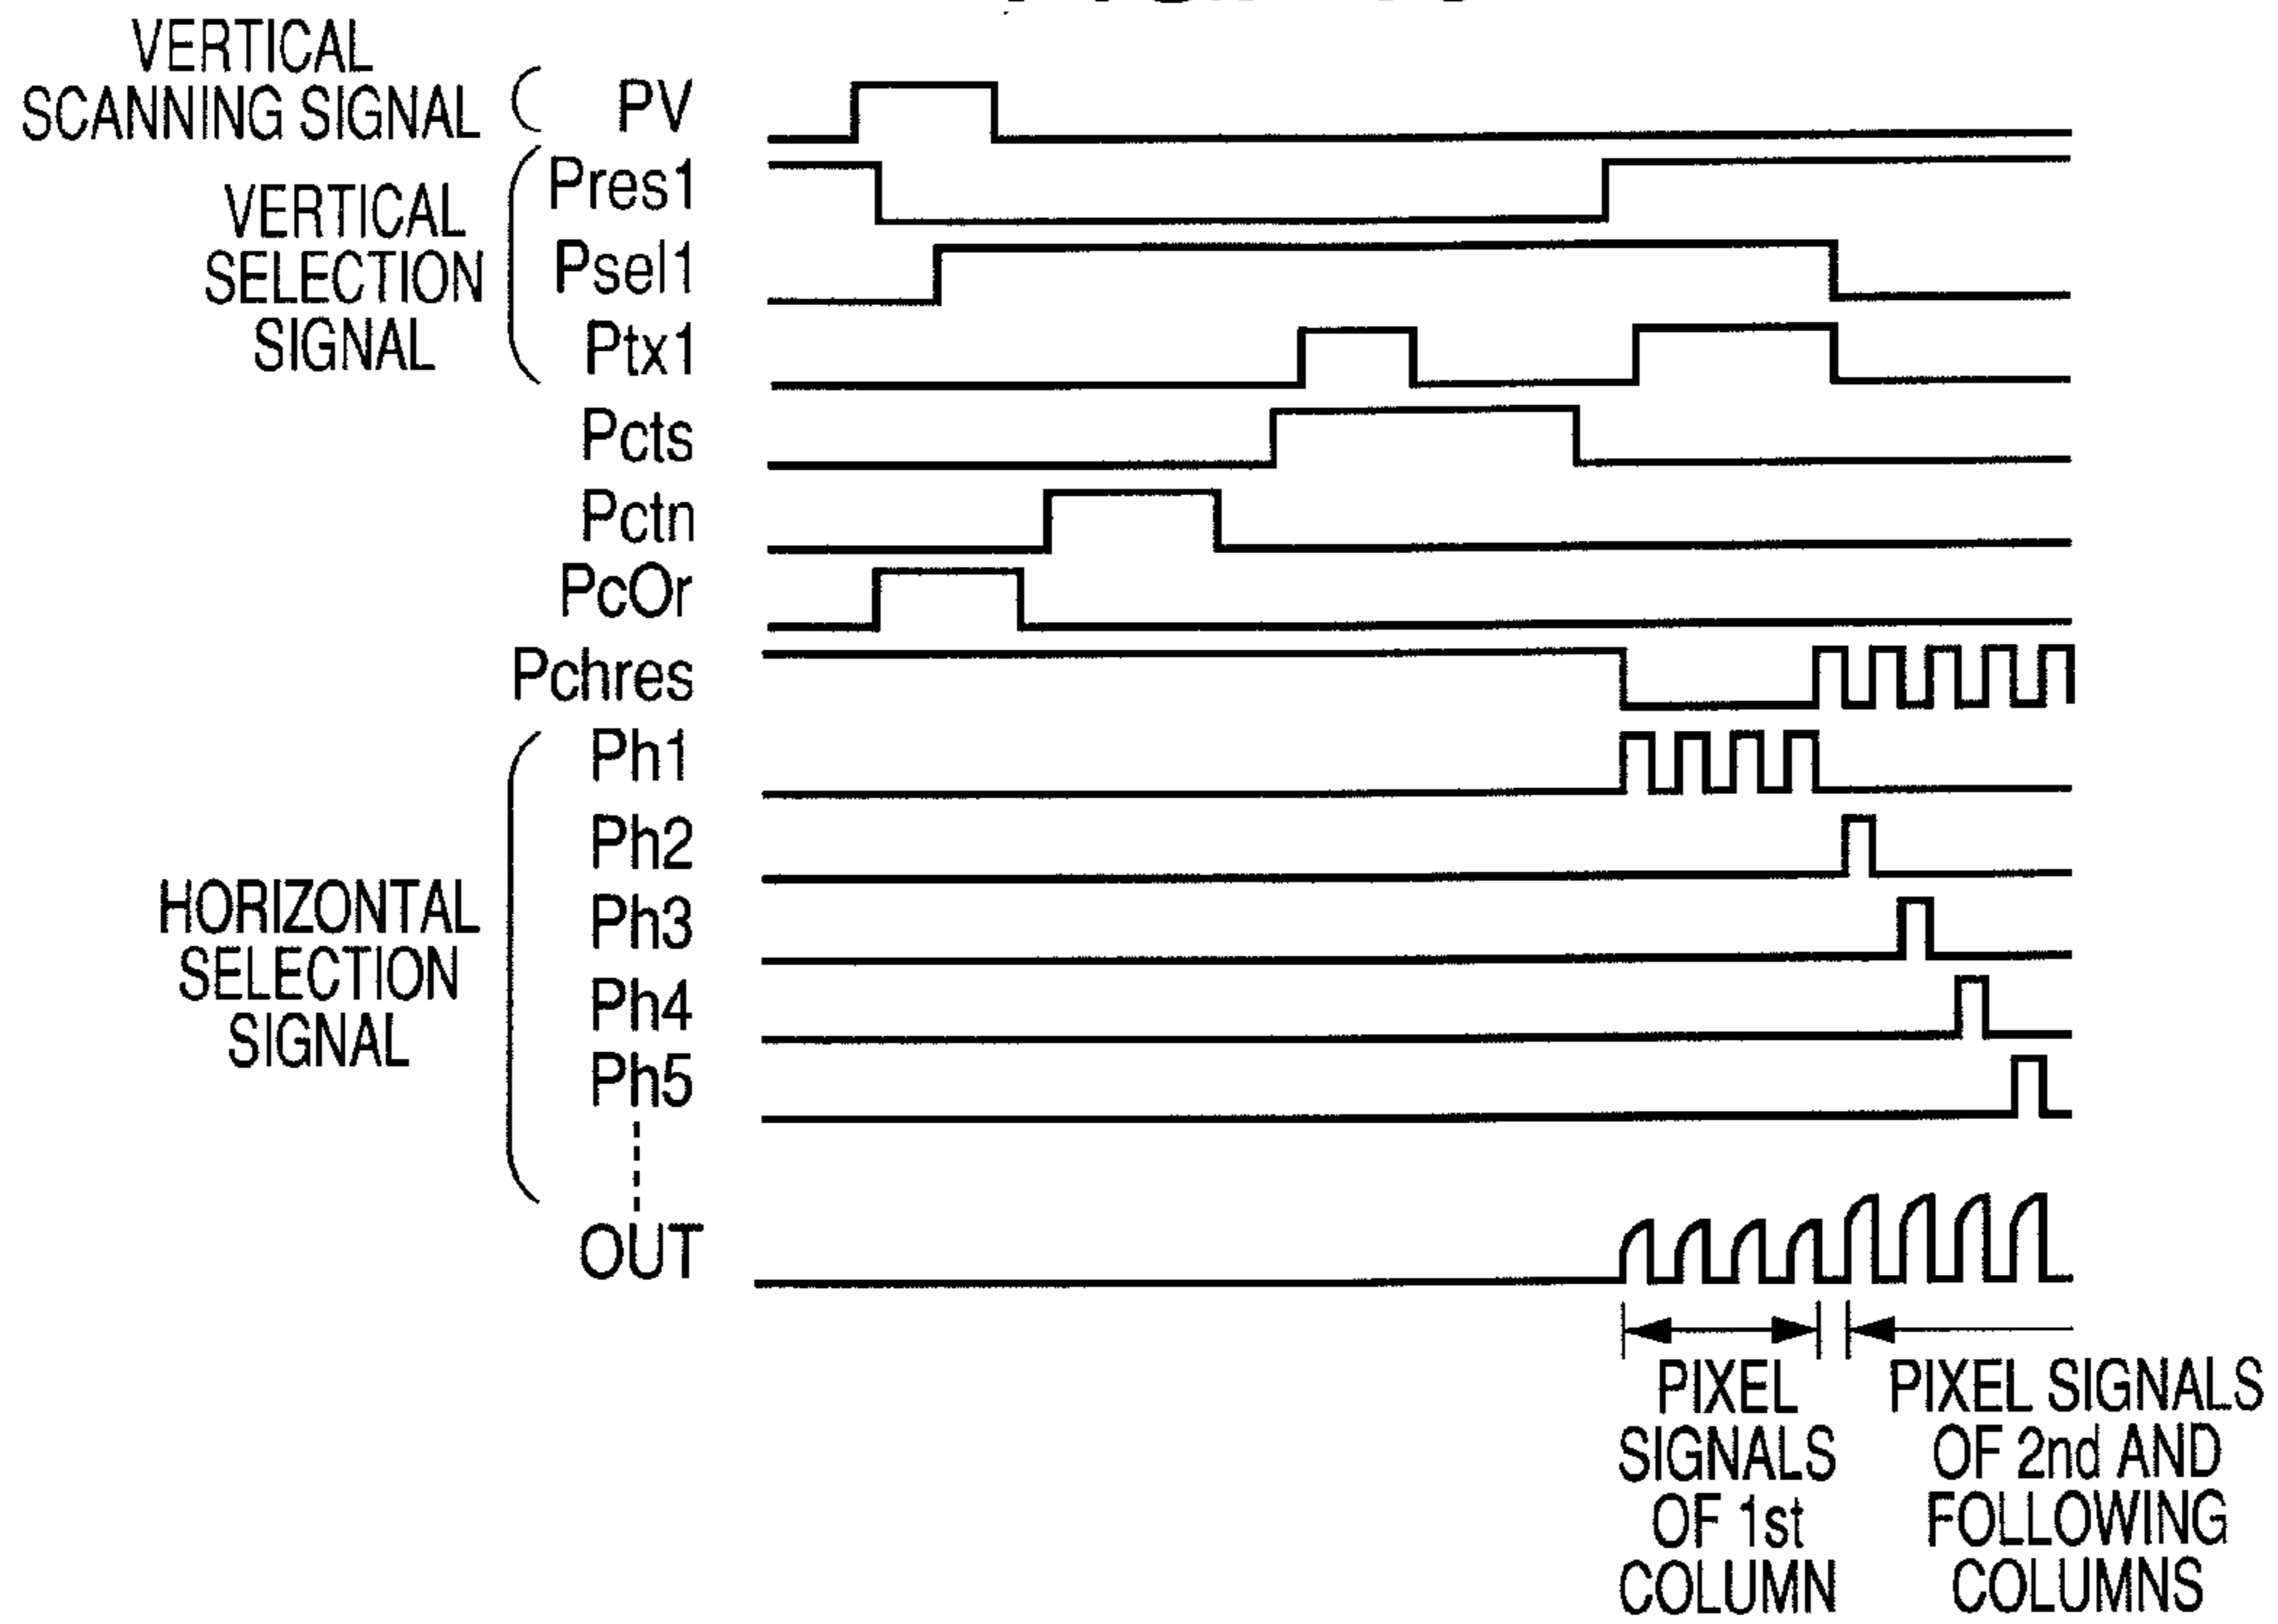 VERTICAL
SCANNING SIGNAL
PV
VERTICAL
SELECTION
SIGNAL
Pres1
Psel1
Ptx1
Pcts
Pctn
PcOr
Pchres
HORIZONTAL
SELECTION
SIGNAL
Ph1
Ph2
Ph3
Ph4
Ph5
OUT
PIXEL
SIGNALS
OF 1st
COLUMN
PIXEL SIGNALS
OF 2nd AND
FOLLOWING
COLUMNS